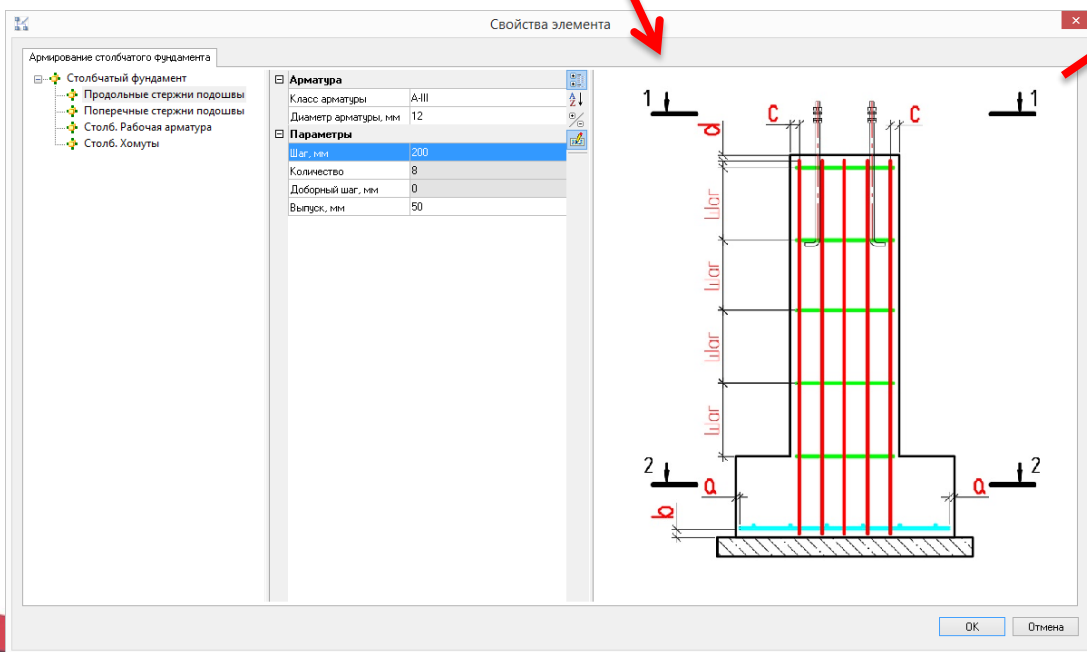 Свойства элемента
Армирование столбчатого фундамента
Столбчатый фундамент
Продольные стержни подошвы
Поперечные стержни подошвы
Столб. Рабочая арматура
Столб. Хомуты
Арматура
Класс арматуры A-III
Диаметр арматуры, мм 12
Параметры
Шаг, мм 200
Количество 8
Доборный шаг, мм 0
Выпуск, мм 50
1 1
c c
d
Шаг
Шаг
Шаг
Шаг
2 2
a a
b
OK Отмена